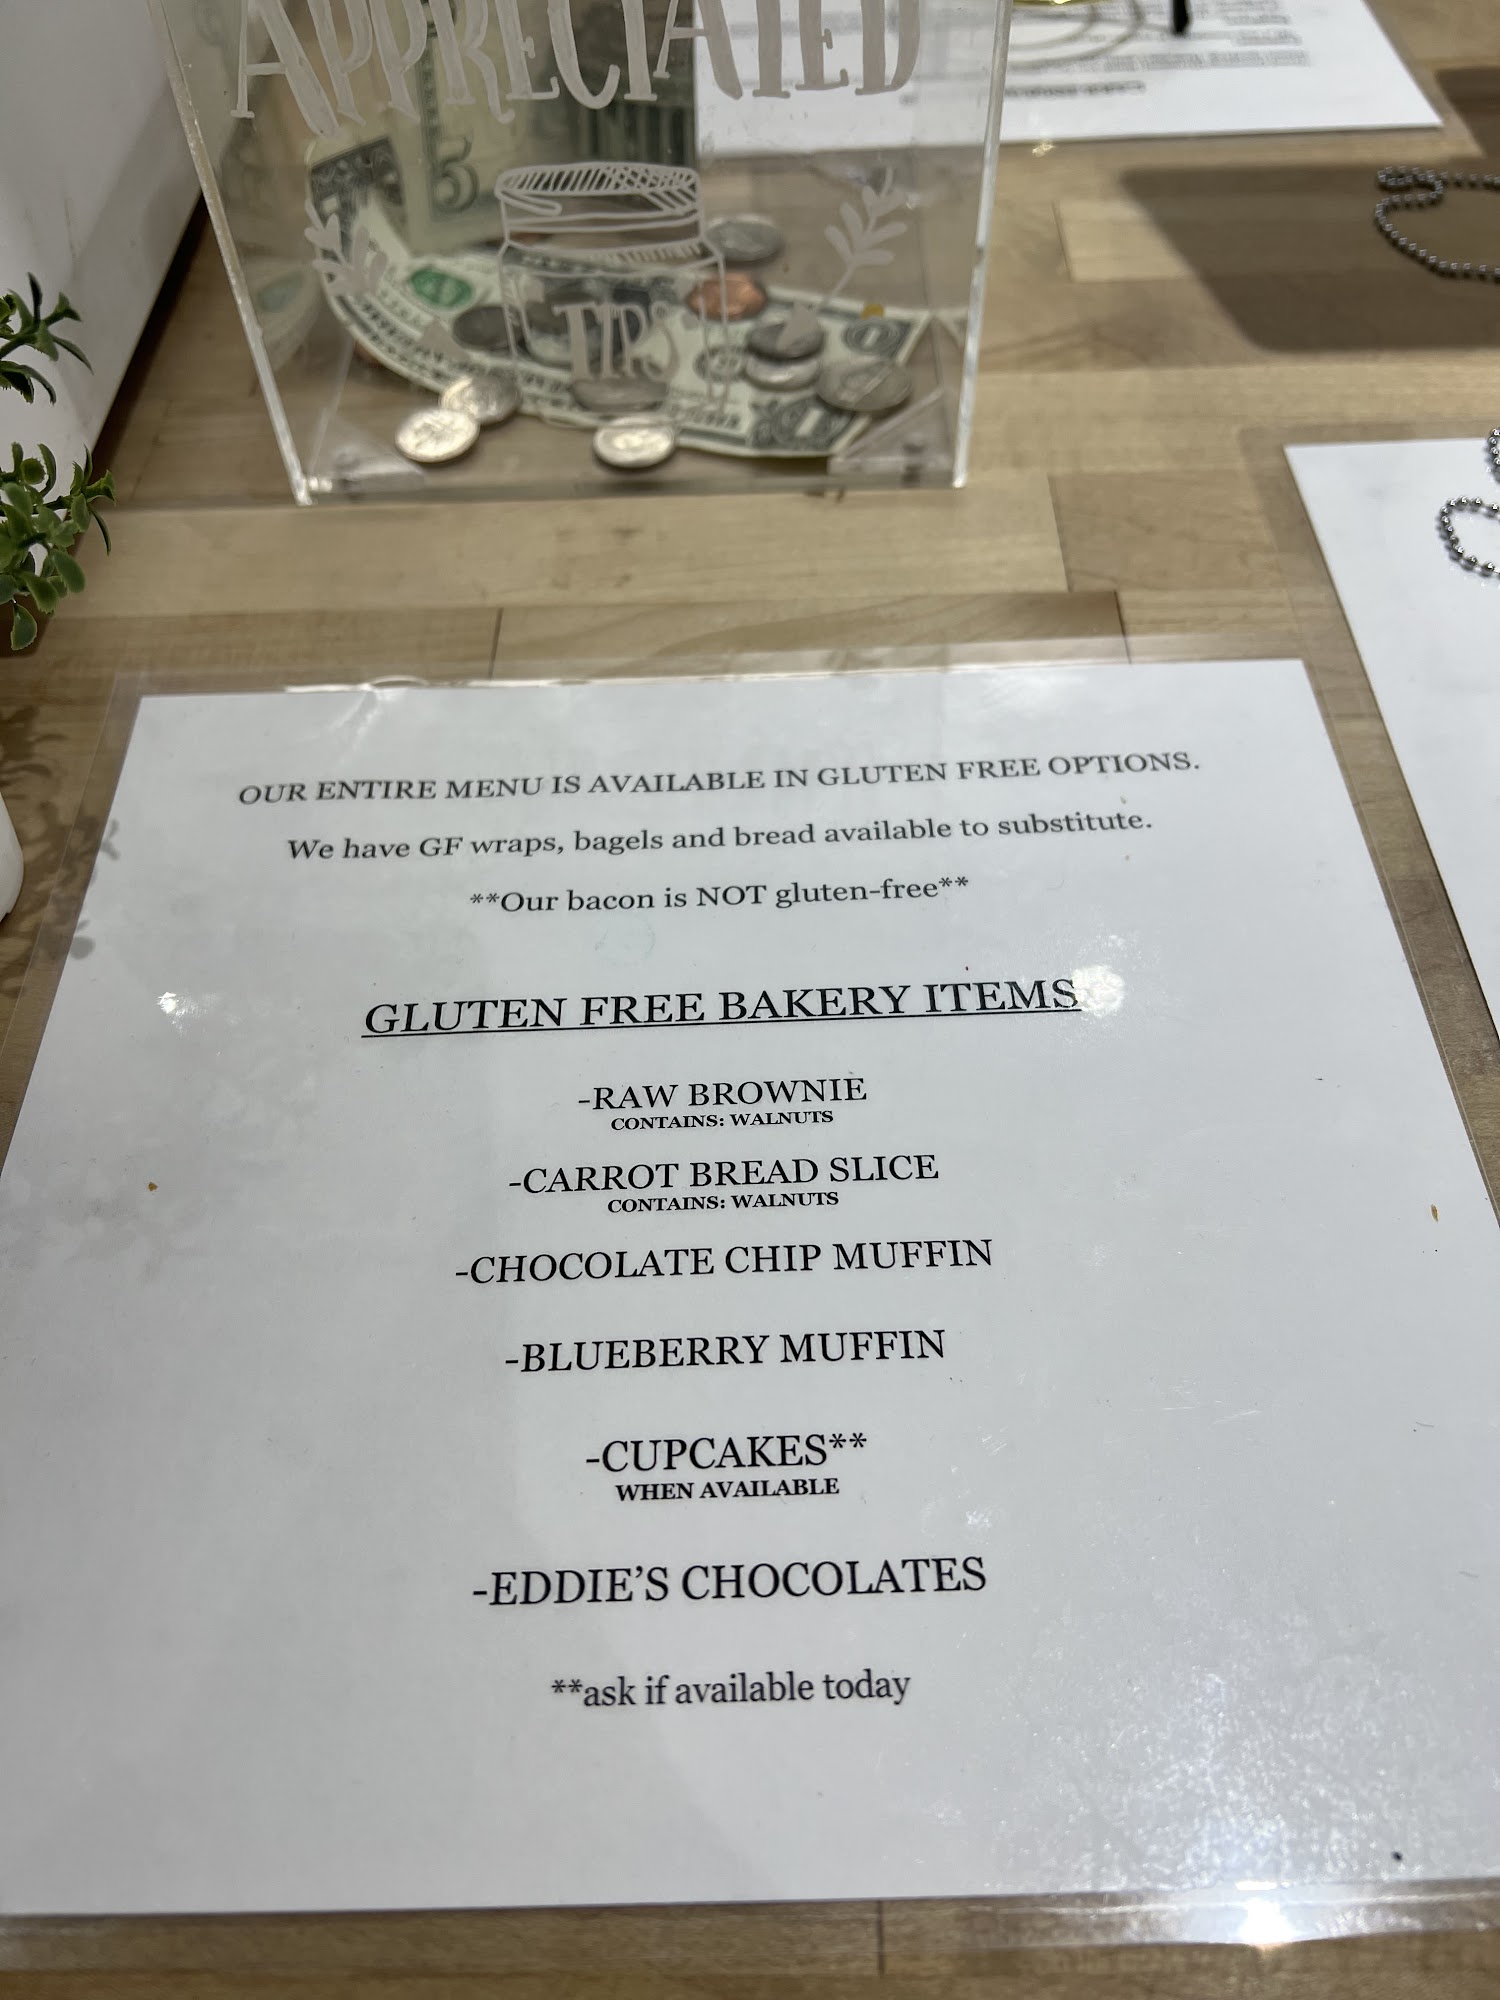 APPRECIATED
5
TIPS
1
OUR ENTIRE MENU IS AVAILABLE IN GLUTEN FREE OPTIONS.
We have GF wraps, bagels and bread available to substitute.
**Our bacon is NOT gluten-free**
GLUTEN FREE BAKERY ITEMS
-RAW BROWNIE
CONTAINS: WALNUTS
-CARROT BREAD SLICE
CONTAINS: WALNUTS
-CHOCOLATE CHIP MUFFIN
-BLUEBERRY MUFFIN
-CUPCAKES**
WHEN AVAILABLE
-EDDIE’S CHOCOLATES
**ask if available today